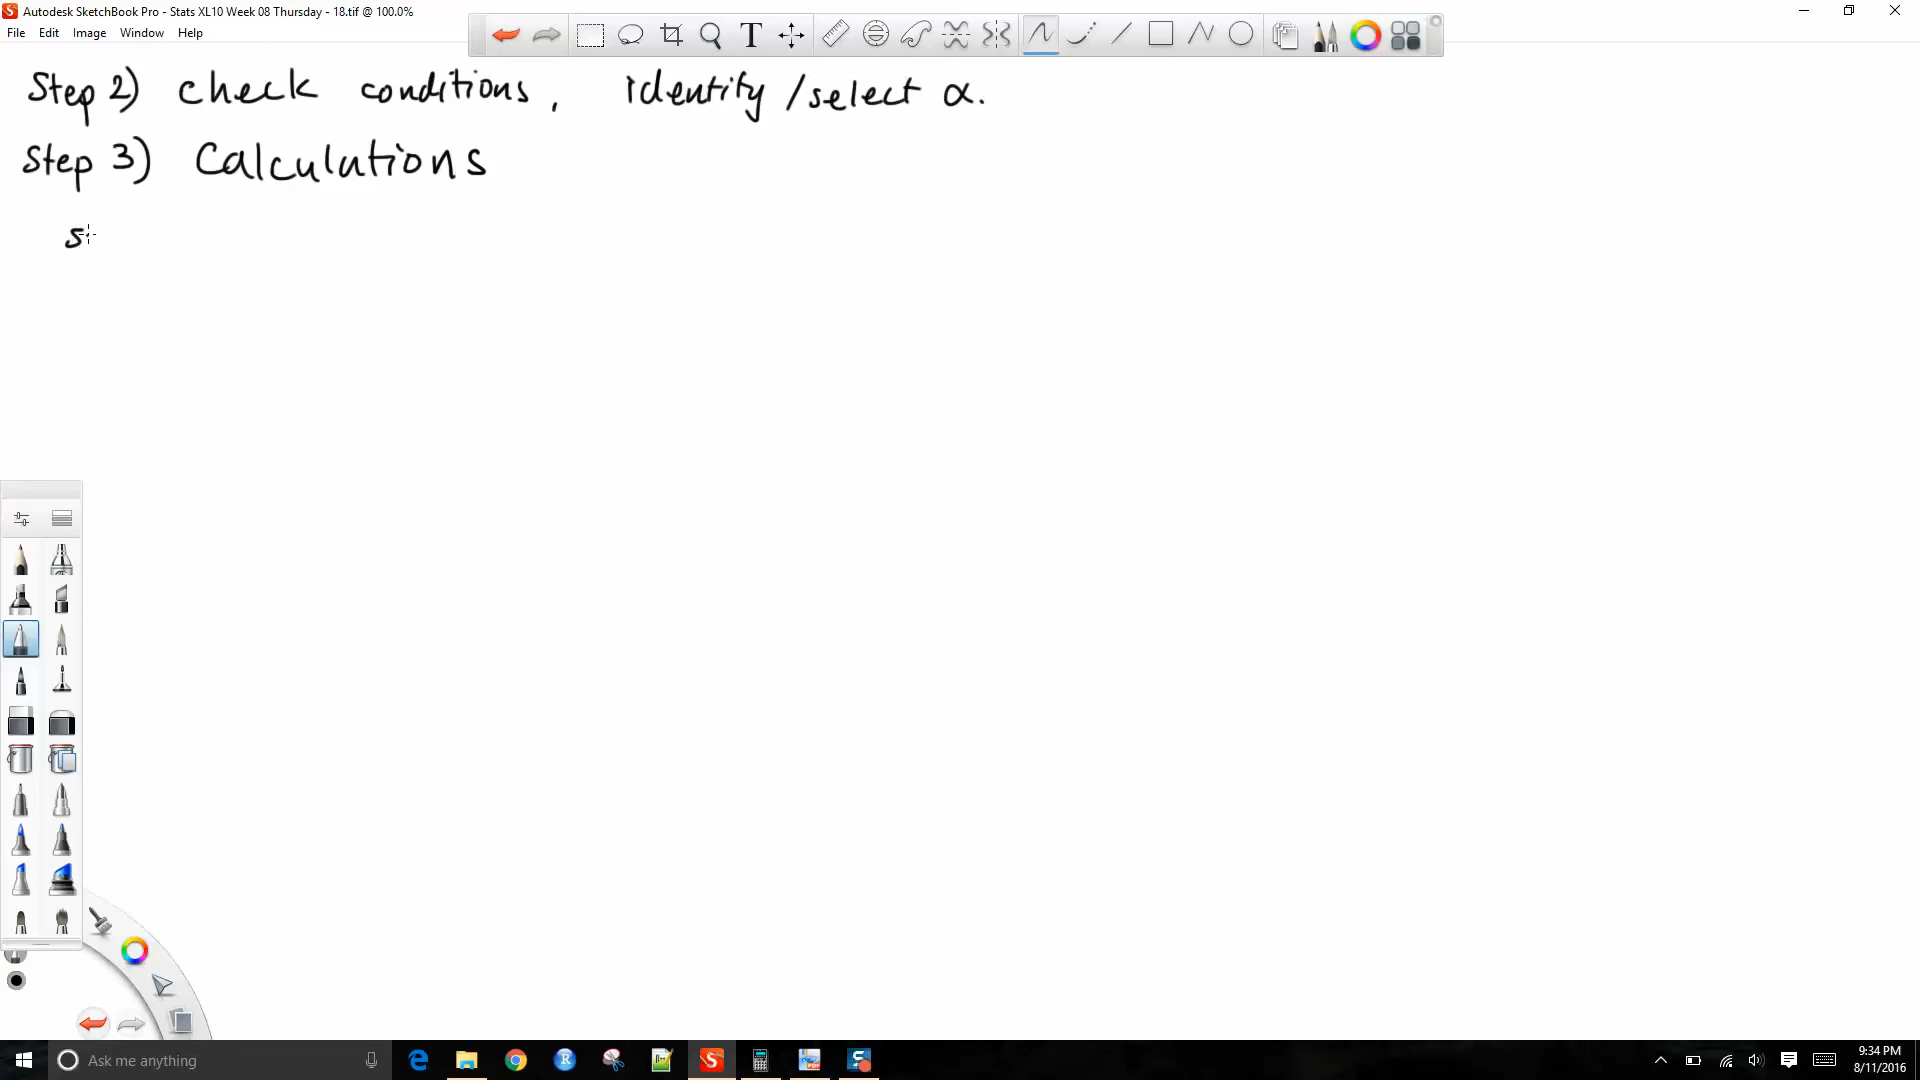 Autodesk SketchBook Pro - Stats XL10 Week 08 Thursday - 18.tif @ 100.0%
File Edit Image Window Help
Step 2) check conditions, identify/select α.
Step 3) Calculations
s
Ask me anything
9:34 PM
8/11/2016